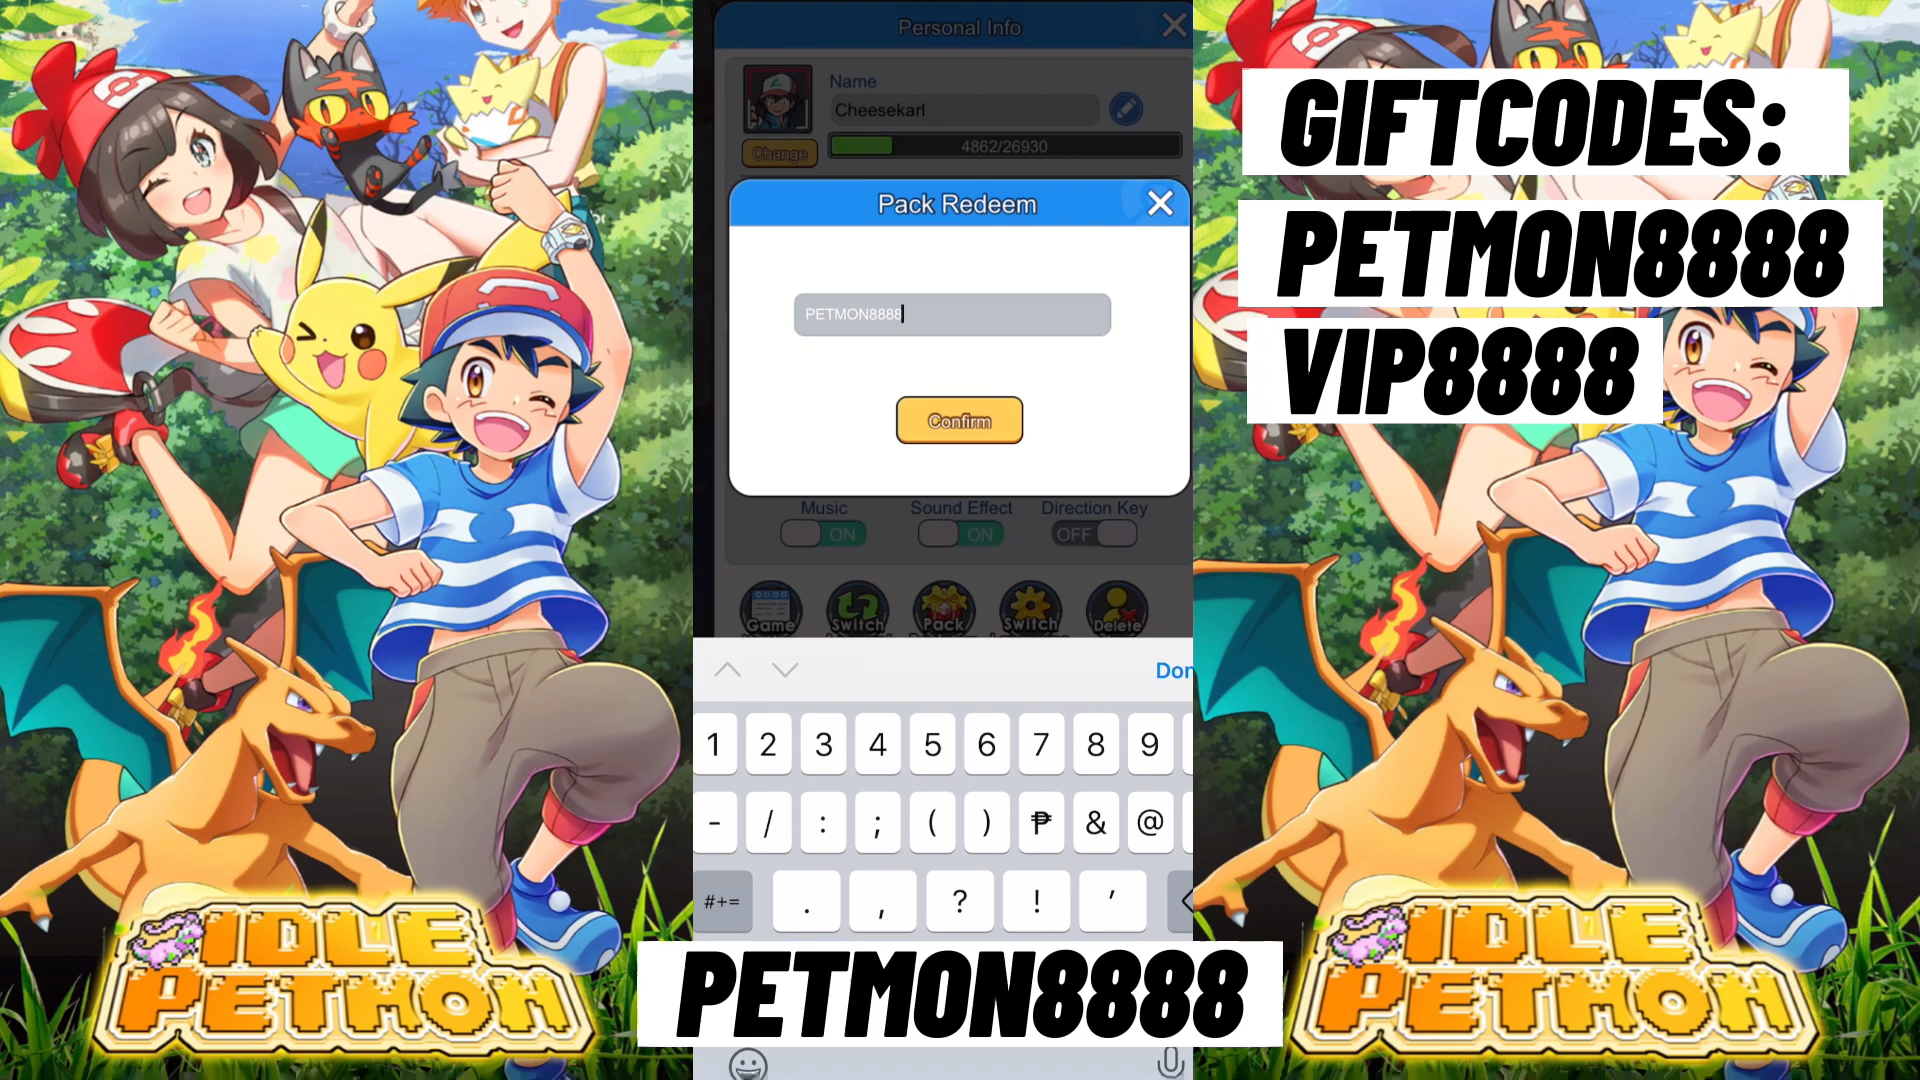 Personal Info
Name
Cheesekarl
Change
4862/26930
Pack Redeem
PETMON8888
Confirm
Music
Sound Effect
Direction Key
ON
ON
OFF
Game
Switch
Pack
Switch
Delete
1 2 3 4 5 6 7 8 9
- / : ; ( ) ₱ & @
#+= . , ? ! ’
PETMON8888
GIFTCODES:
PETMON8888
VIP8888
IDLE
PETMON
IDLE
PETMON